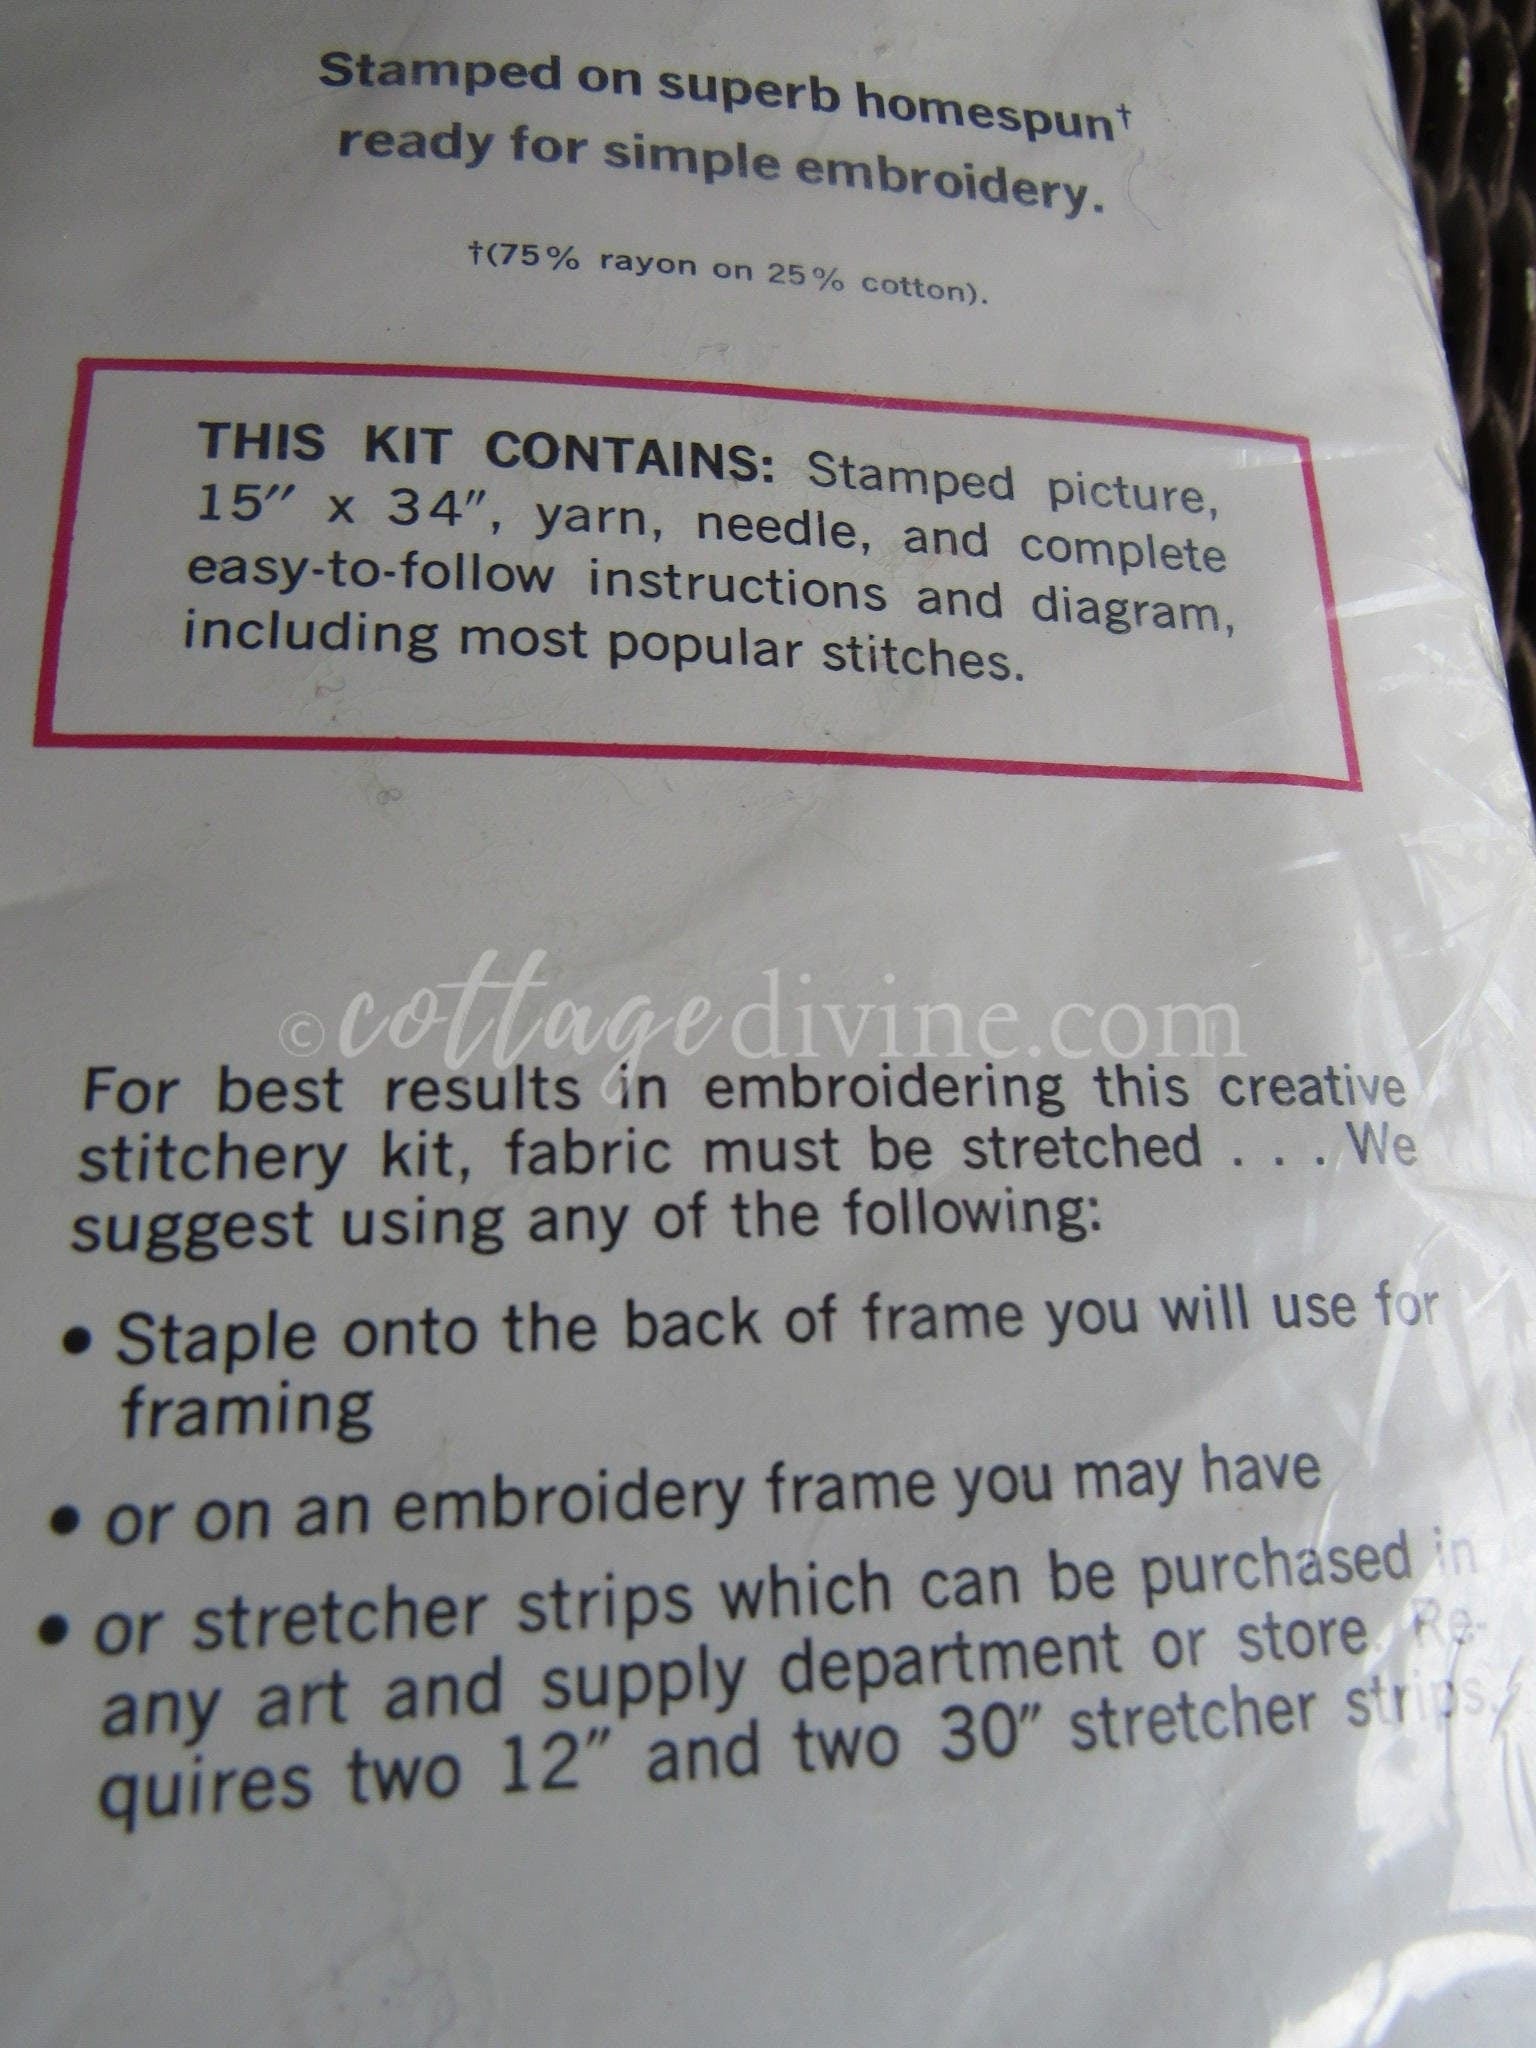 Stamped on superb homespun†
ready for simple embroidery.
†(75% rayon on 25% cotton).
THIS KIT CONTAINS: Stamped picture,
15″ x 34″, yarn, needle, and complete
easy-to-follow instructions and diagram,
including most popular stitches.
©cottagedivine.com
For best results in embroidering this creative
stitchery kit, fabric must be stretched . . . We
suggest using any of the following:
• Staple onto the back of frame you will use for
framing
• or on an embroidery frame you may have
• or stretcher strips which can be purchased in
any art and supply department or store. Re-
quires two 12″ and two 30″ stretcher strips.